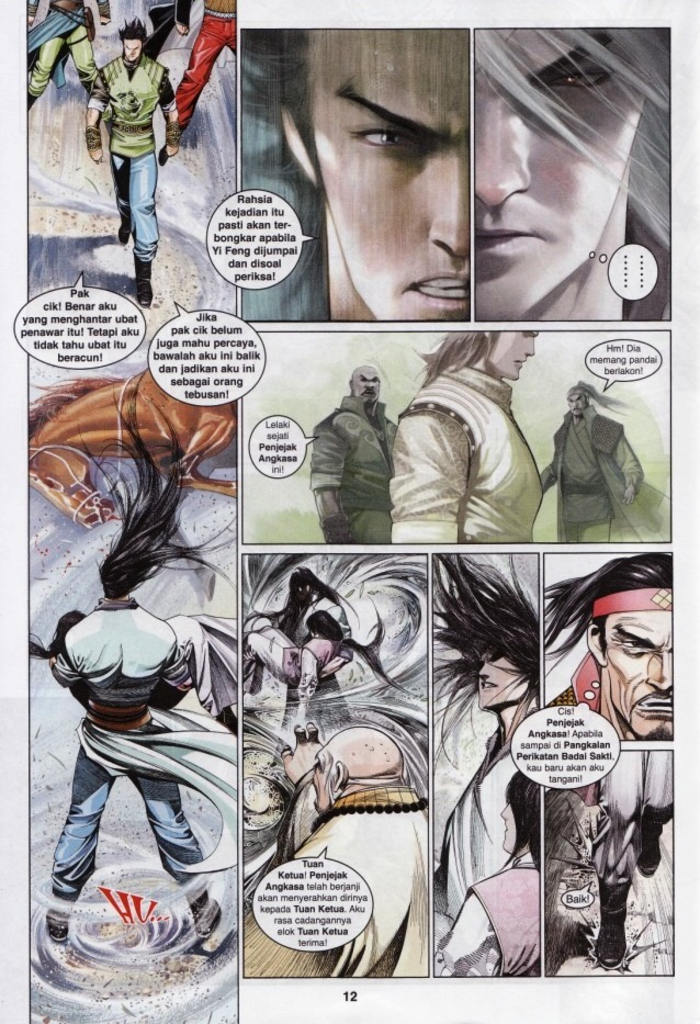 Pak
cik! Benar aku
yang menghantar ubat
penawar itu! Tetapi aku
tidak tahu ubat itu
beracun!
Jika
pak cik belum
juga mahu percaya,
bawalah aku ini balik
dan jadikan aku ini
sebagai orang
tebusan!
Rahsia
kejadian itu
pasti akan ter-
bongkar apabila
Yi Feng dijumpai
dan disoal
periksa!
Lelaki
sejati
Penjejak
Angkasa
ini!
Hm! Dia
memang pandai
berlakon!
HU...
Tuan
Ketua! Penjejak
Angkasa telah berjanji
akan menyerahkan dirinya
kepada Tuan Ketua. Aku
rasa cadangannya
elok Tuan Ketua
terima!
Cis!
Penjejak
Angkasa! Apabila
sampai di Pangkalan
Perikatan Badai Sakti,
kau baru akan aku
tangani!
Baik!
12